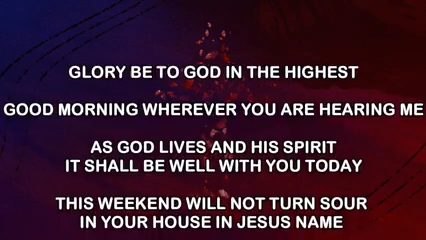 GLORY BE TO GOD IN THE HIGHEST
GOOD MORNING WHEREVER YOU ARE HEARING ME
AS GOD LIVES AND HIS SPIRIT
IT SHALL BE WELL WITH YOU TODAY
THIS WEEKEND WILL NOT TURN SOUR
IN YOUR HOUSE IN JESUS NAME